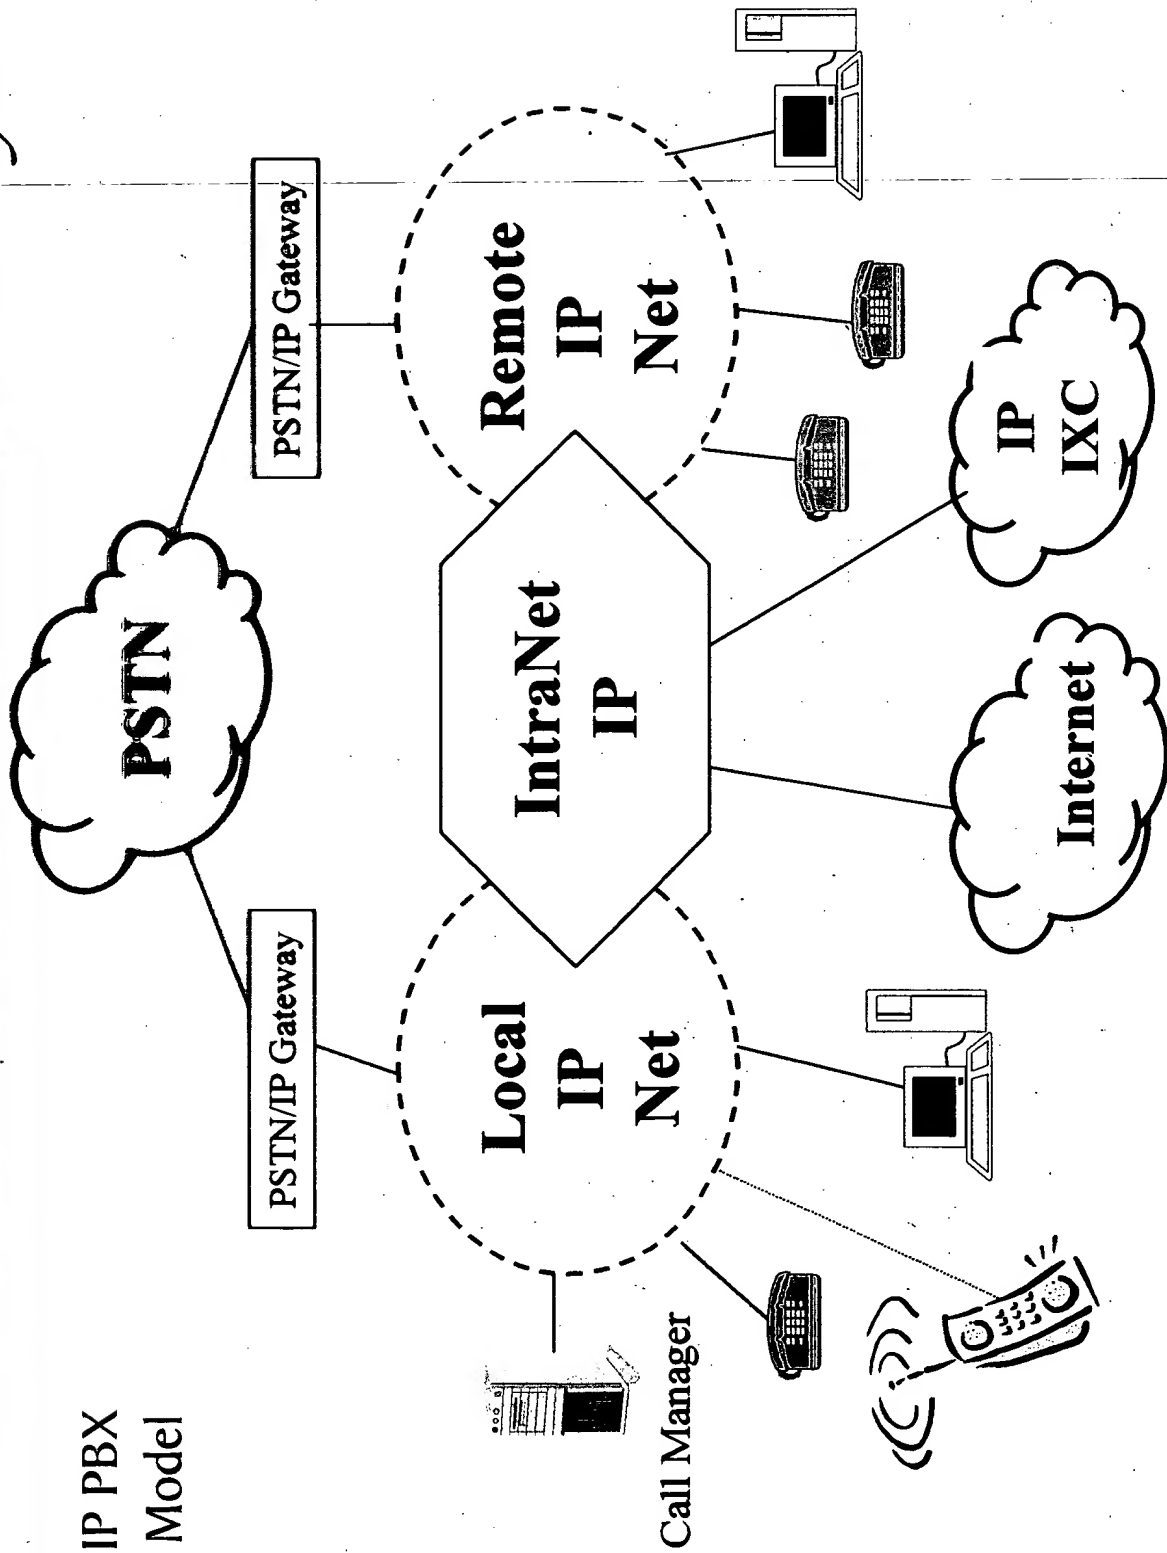 IP PBX
Model
PSTN
PSTN/IP Gateway
PSTN/IP Gateway
Local
IP
Net
IntraNet
IP
Remote
IP
Net
Call Manager
Internet
IP
IXC